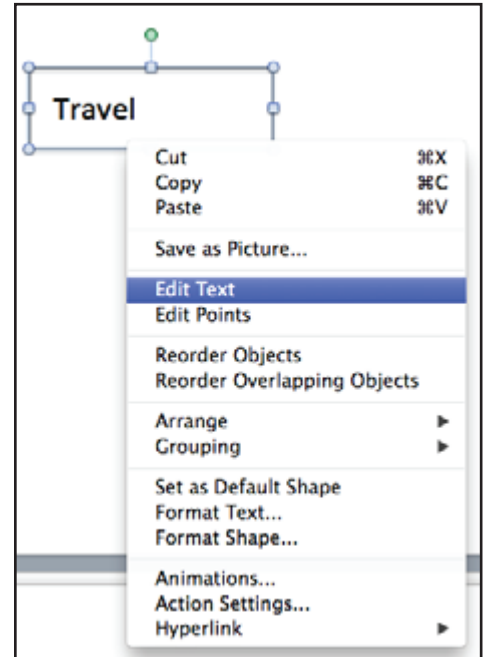 Travel
Cut ⌘X
Copy ⌘C
Paste ⌘V
Save as Picture...
Edit Text
Edit Points
Reorder Objects
Reorder Overlapping Objects
Arrange ▶
Grouping ▶
Set as Default Shape
Format Text...
Format Shape...
Animations...
Action Settings...
Hyperlink ▶